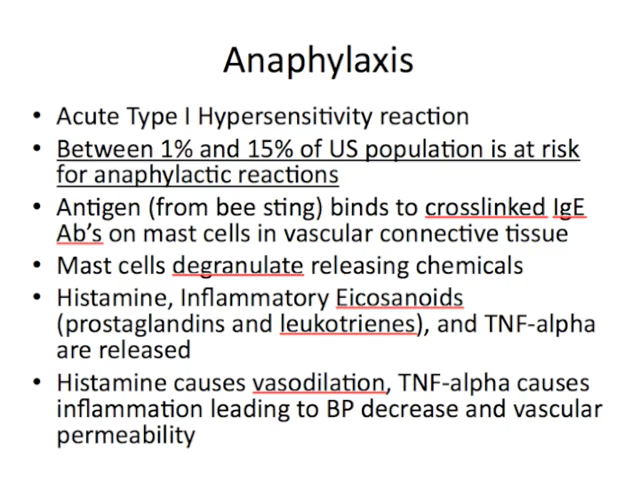 Anaphylaxis
• Acute Type I Hypersensitivity reaction
• Between 1% and 15% of US population is at risk
for anaphylactic reactions
• Antigen (from bee sting) binds to crosslinked IgE
Ab's on mast cells in vascular connective tissue
• Mast cells degranulate releasing chemicals
• Histamine, Inflammatory Eicosanoids
(prostaglandins and leukotrienes), and TNF-alpha
are released
• Histamine causes vasodilation, TNF-alpha causes
inflammation leading to BP decrease and vascular
permeability